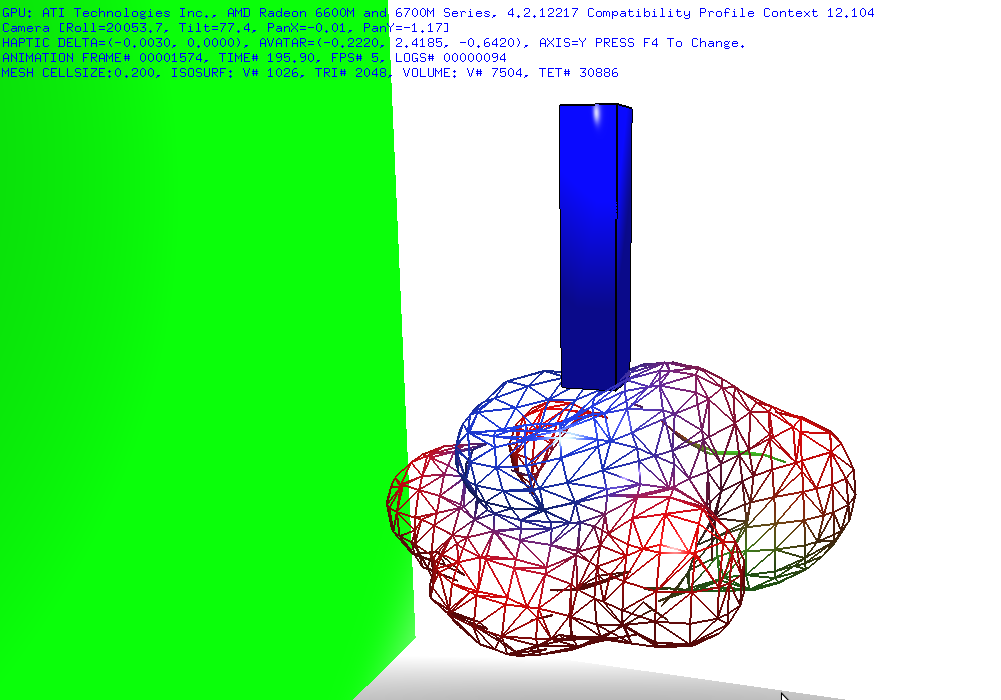 GPU: ATI Technologies Inc., AMD Radeon 6600M and 6700M Series, 4.2.12217 Compatibility Profile Context 12.104
Camera [Roll=20053.7, Tilt=77.4, PanX=-0.01, PanY=-1.17]
HAPTIC DELTA=(-0.0030, 0.0000), AVATAR=(-0.2220, 2.4185, -0.6420), AXIS=Y PRESS F4 To Change.
ANIMATION FRAME# 00001574, TIME# 195.90, FPS# 5, LOGS# 00000094
MESH CELLSIZE:0.200, ISOSURF: V# 1026, TRI# 2048, VOLUME: V# 7504, TET# 30886